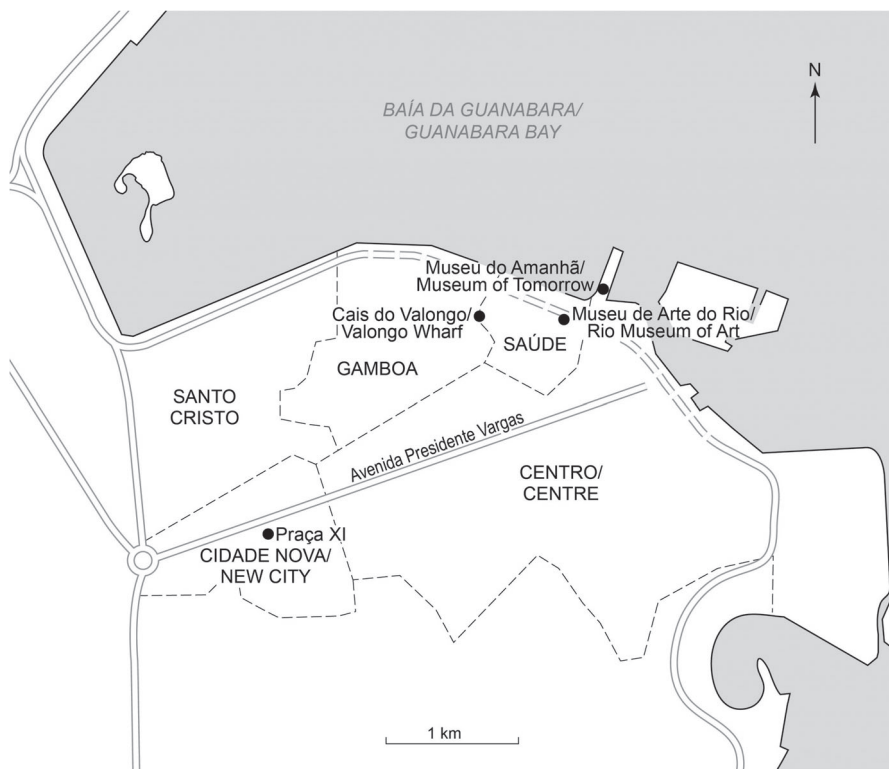 BAÍA DA GUANABARA/
GUANABARA BAY
N
Museu do Amanhã/
Museum of Tomorrow
Cais do Valongo/
Valongo Wharf
Museu de Arte do Rio/
Rio Museum of Art
SAÚDE
GAMBOA
SANTO
CRISTO
Avenida Presidente Vargas
CENTRO/
CENTRE
Praça XI
CIDADE NOVA/
NEW CITY
1 km